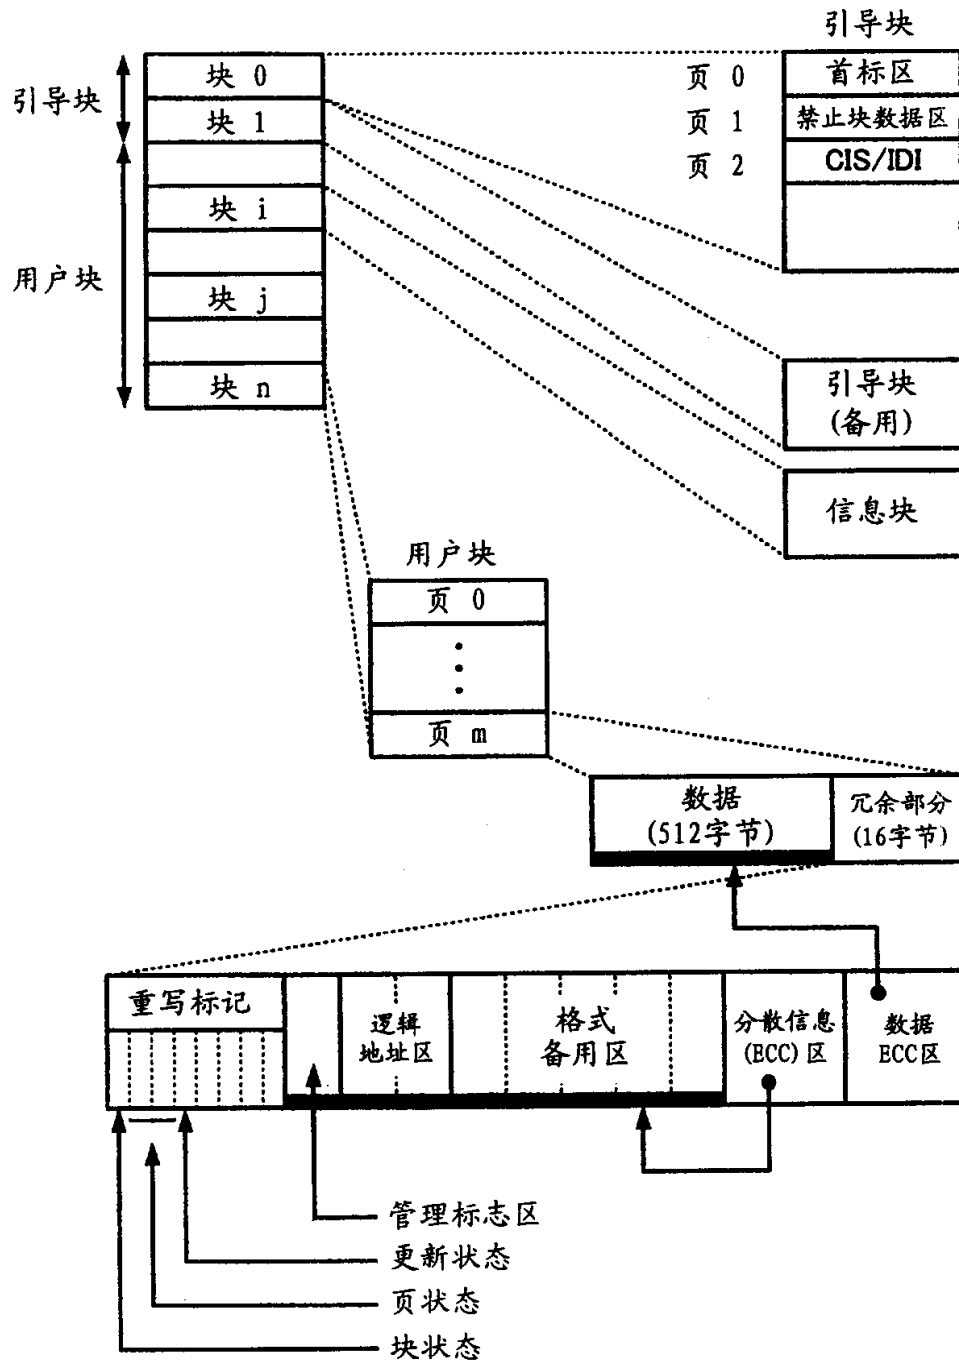 引导块
块 0
页 0
首标区
引导块
块 1
页 1
禁止块数据区
页 2
CIS/IDI
块 i
用户块
块 j
块 n
引导块
(备用)
信息块
用户块
页 0
页 m
数据
(512字节)
冗余部分
(16字节)
重写标记
逻辑
地址区
格式
备用区
分散信息
(ECC)区
数据
ECC区
管理标志区
更新状态
页状态
块状态